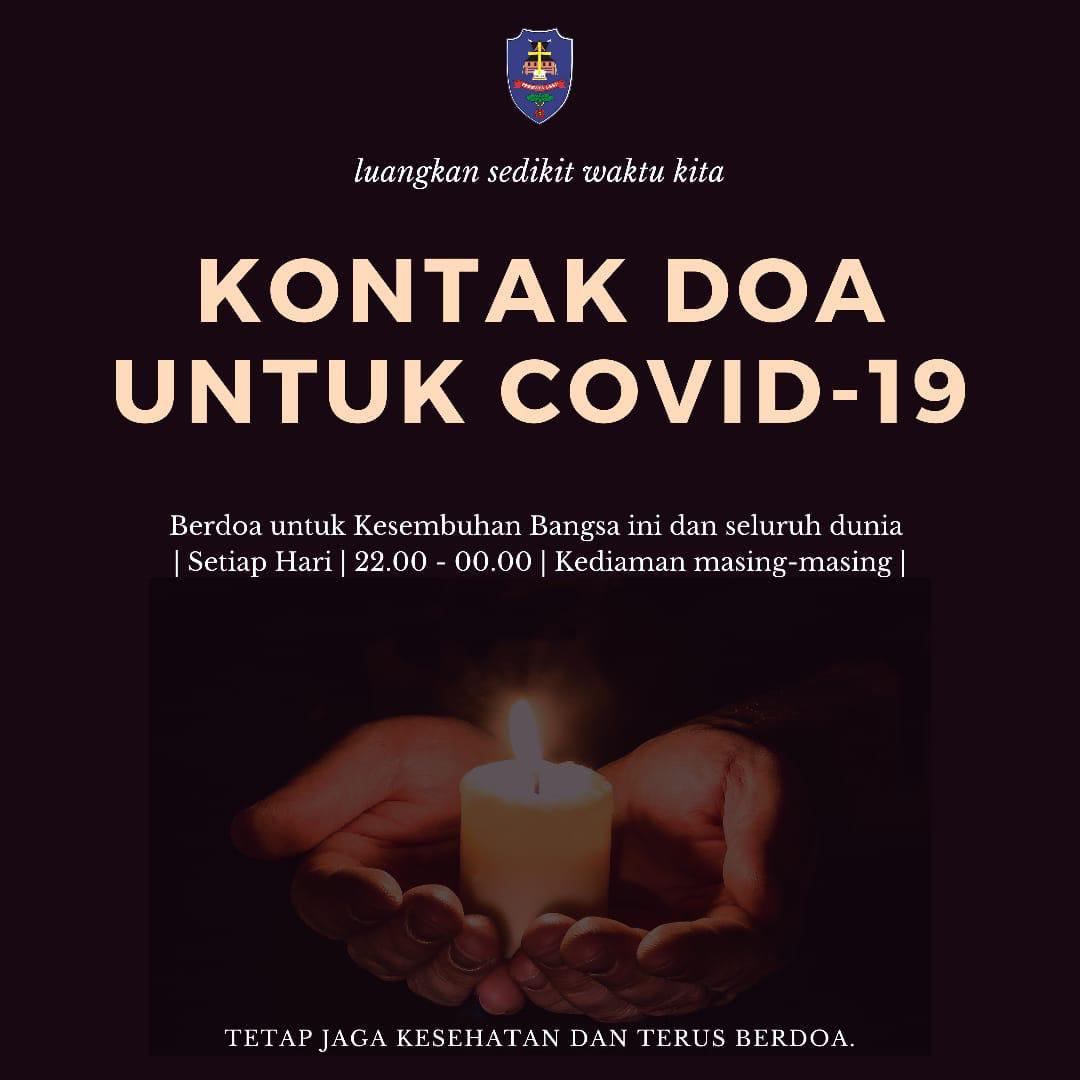 luangkan sedikit waktu kita
KONTAK DOA
UNTUK COVID-19
Berdoa untuk Kesembuhan Bangsa ini dan seluruh dunia
| Setiap Hari | 22.00 - 00.00 | Kediaman masing-masing |
TETAP JAGA KESEHATAN DAN TERUS BERDOA.